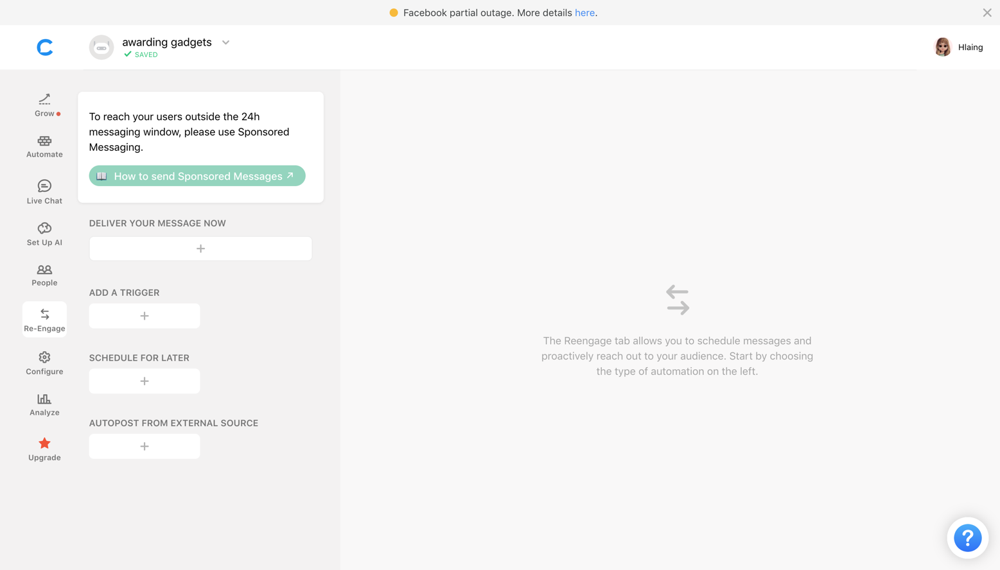 Facebook partial outage. More details here.
awarding gadgets
SAVED
Hlaing
Grow
Automate
Live Chat
Set Up AI
People
Re-Engage
Configure
Analyze
Upgrade
To reach your users outside the 24h
messaging window, please use Sponsored
Messaging.
How to send Sponsored Messages
DELIVER YOUR MESSAGE NOW
ADD A TRIGGER
SCHEDULE FOR LATER
AUTOPOST FROM EXTERNAL SOURCE
The Reengage tab allows you to schedule messages and
proactively reach out to your audience. Start by choosing
the type of automation on the left.